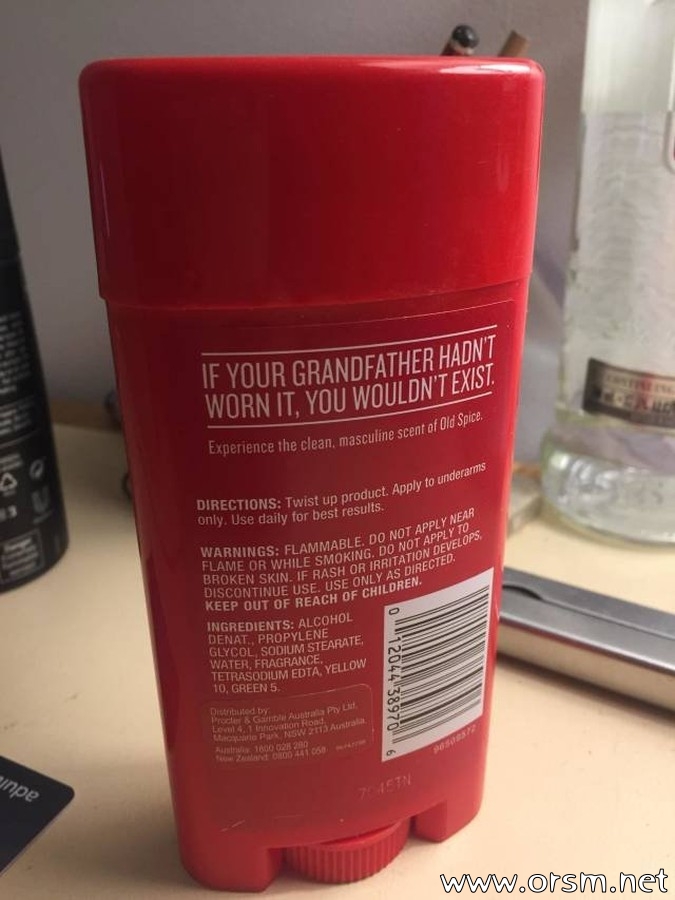 IF YOUR GRANDFATHER HADN'T
WORN IT, YOU WOULDN'T EXIST.
Experience the clean, masculine scent of Old Spice.
DIRECTIONS: Twist up product. Apply to underarms
only. Use daily for best results.
WARNINGS: FLAMMABLE. DO NOT APPLY NEAR
FLAME OR WHILE SMOKING. DO NOT APPLY TO
BROKEN SKIN. IF RASH OR IRRITATION DEVELOPS,
DISCONTINUE USE. USE ONLY AS DIRECTED.
KEEP OUT OF REACH OF CHILDREN.
INGREDIENTS: ALCOHOL
DENAT., PROPYLENE
GLYCOL, SODIUM STEARATE,
WATER, FRAGRANCE,
TETRASODIUM EDTA, YELLOW
10, GREEN 5.
Distributed by:
Procter & Gamble Australia Pty Ltd,
Level 4, 1 Innovation Road,
Macquarie Park, NSW 2113 Australia.
Australia: 1800 028 280
New Zealand: 0800 441 058
0 12044 38970 6
96506572
www.orsm.net